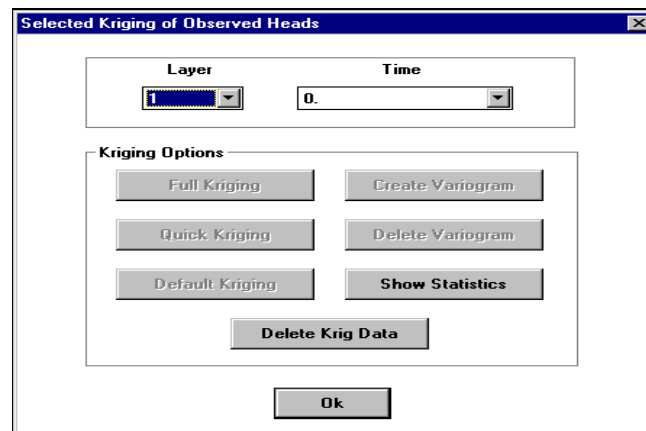 Selected Kriging of Observed Heads
Layer Time
1 0.
Kriging Options
Full Kriging Create Variogram
Quick Kriging Delete Variogram
Default Kriging Show Statistics
Delete Krig Data
Ok